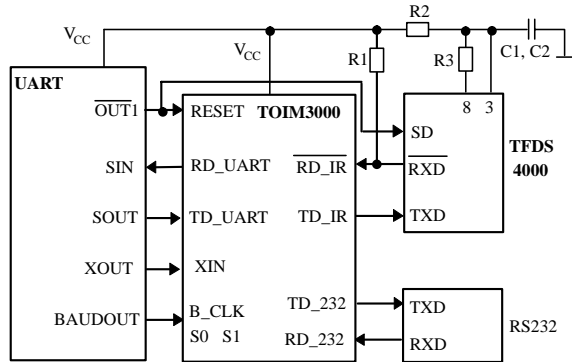 R2
V_CC
V_CC
R1
R3
C1, C2
UART
8 3
OUT1
RESET
TOIM3000
SD
TFDS
4000
SIN
RD_UART
RD_IR
RXD
SOUT
TD_UART
TD_IR
TXD
XOUT
XIN
BAUDOUT
B_CLK
TD_232
TXD
RS232
S0 S1
RD_232
RXD